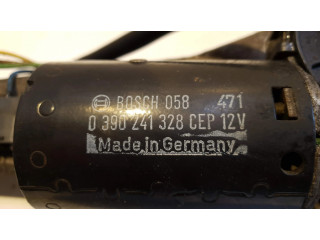 BOSCH 058 471
0 390 241 328 CEP 12V
Made in Germany